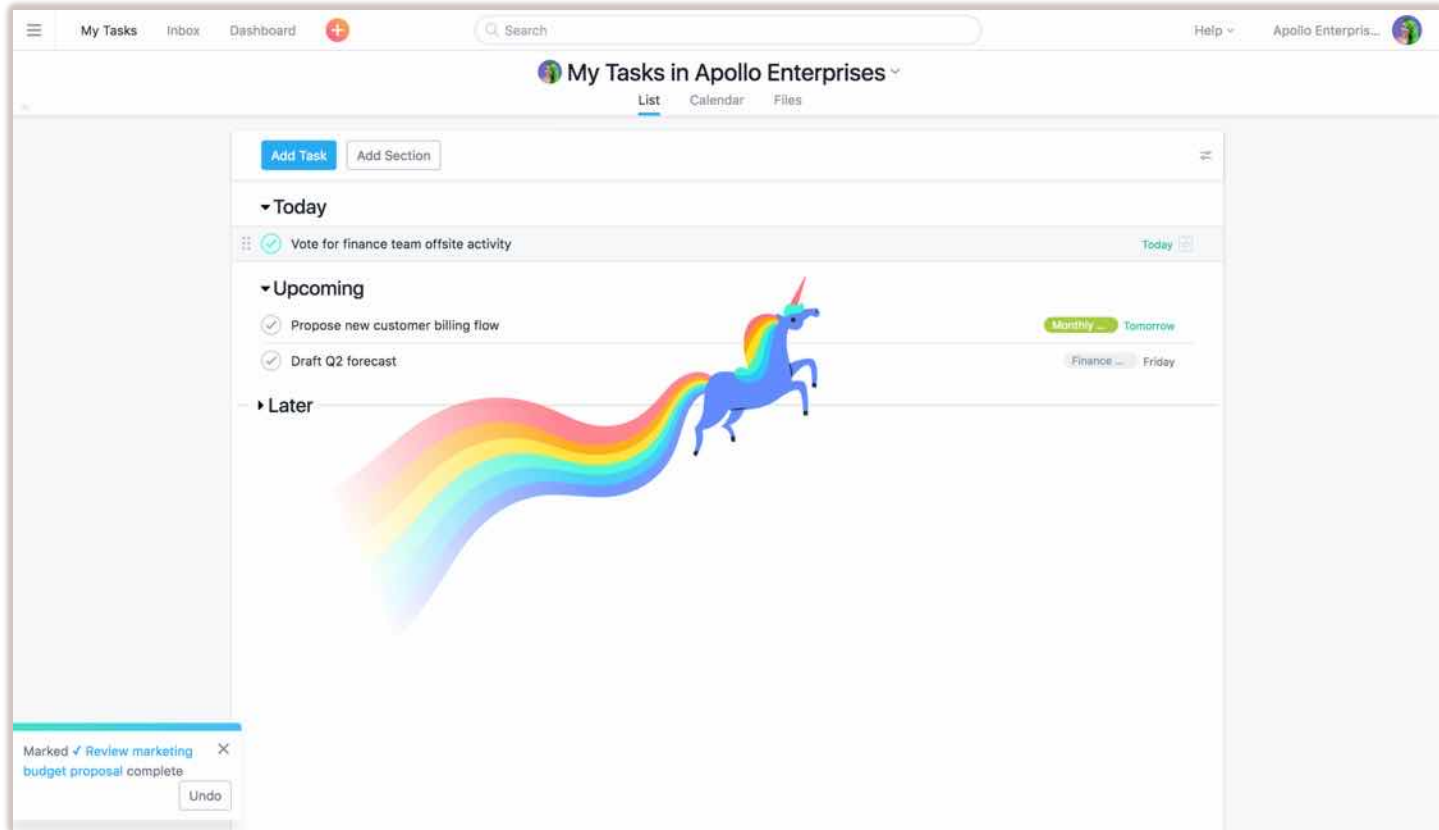 My Tasks Inbox Dashboard Search Help Apollo Enterpris...
My Tasks in Apollo Enterprises
List Calendar Files
Add Task Add Section
Today
Vote for finance team offsite activity Today
Upcoming
Propose new customer billing flow Monthly ... Tomorrow
Draft Q2 forecast Finance ... Friday
Later
Marked ✓ Review marketing
budget proposal complete
Undo